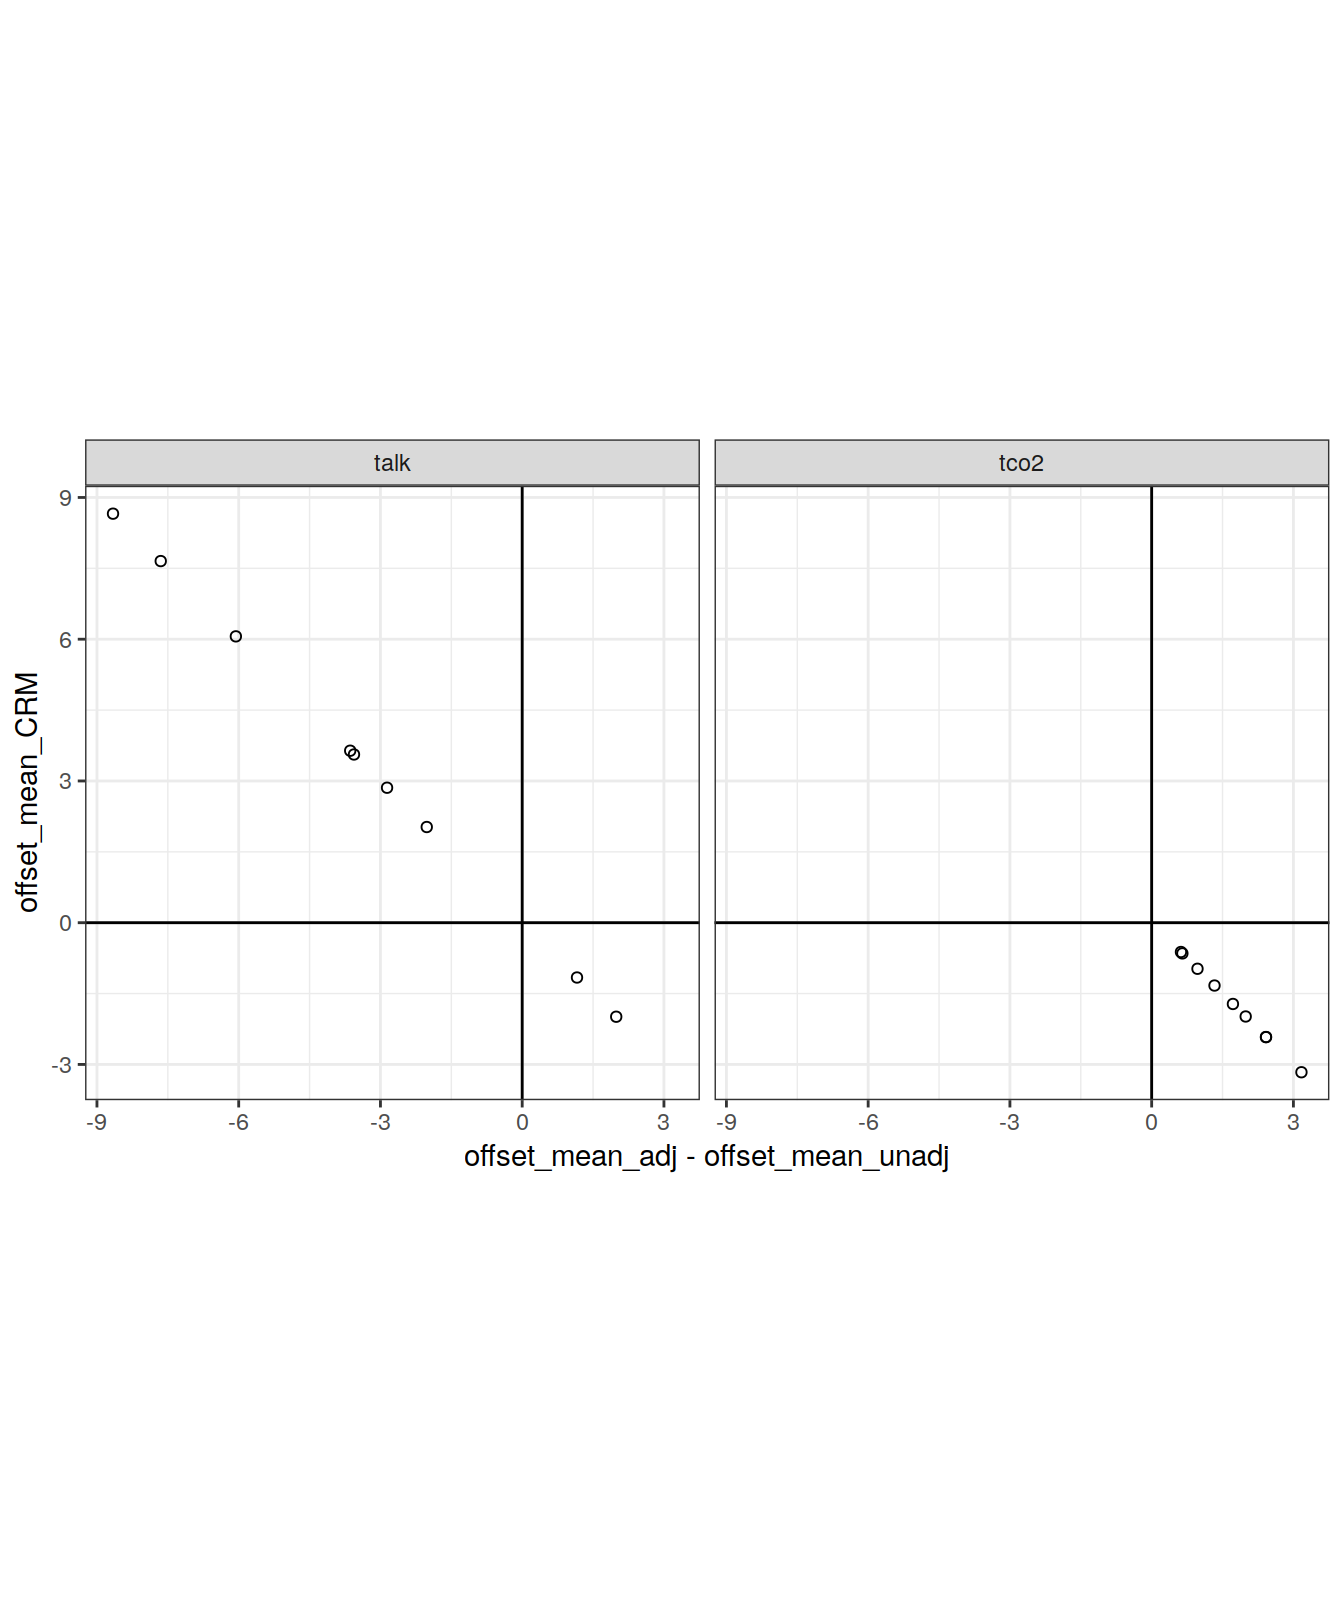 talk
tco2
9
6
3
0
-3
offset_mean_CRM
-9 -6 -3 0 3
-9 -6 -3 0 3
offset_mean_adj - offset_mean_unadj